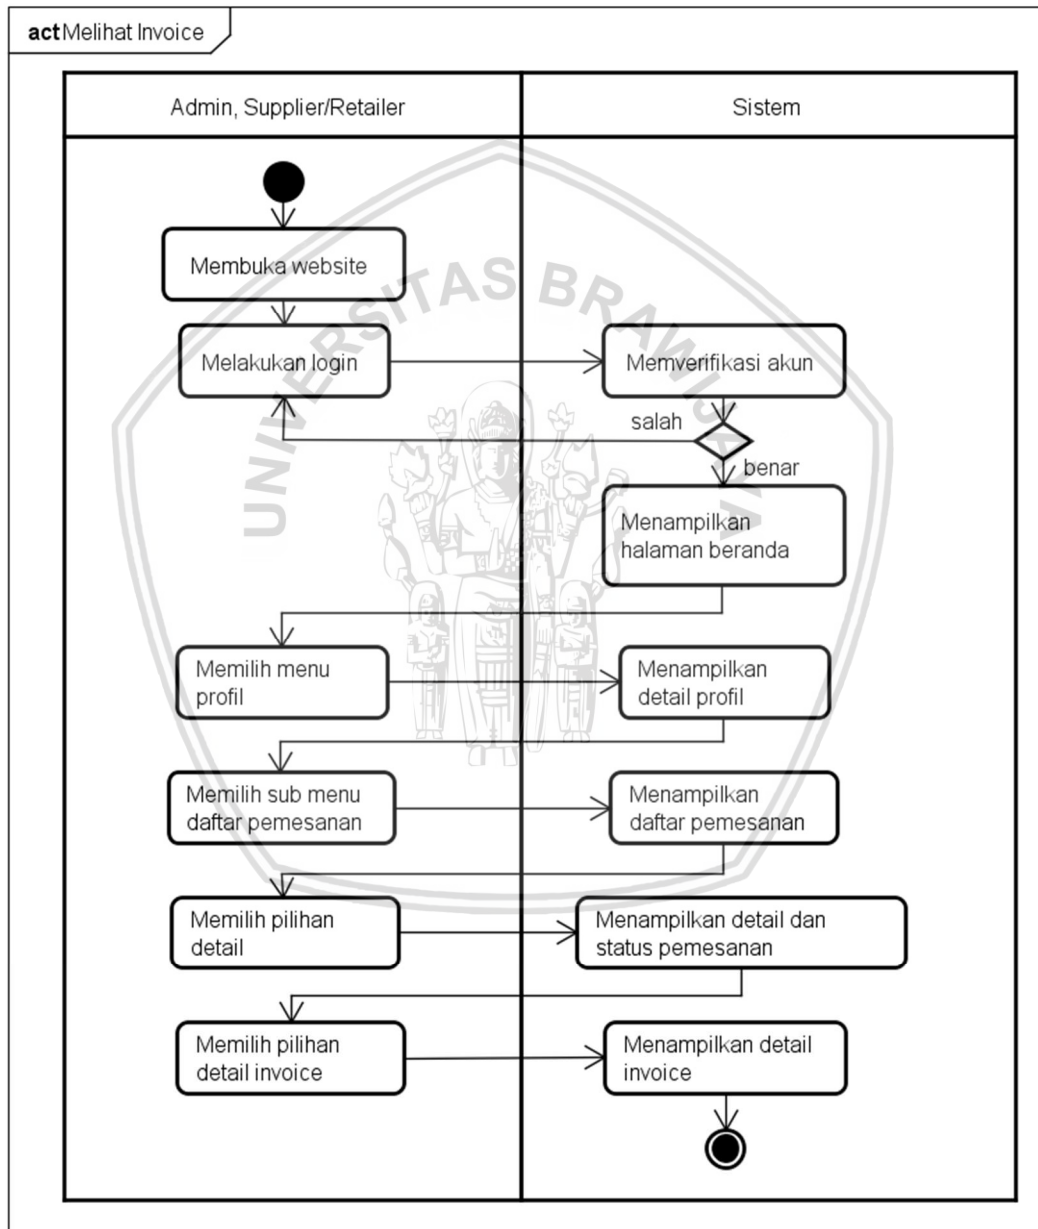 act Melihat Invoice
Admin, Supplier/Retailer
Sistem
Membuka website
UNIVERSITAS BRAWIJAYA
Melakukan login
Memverifikasi akun
salah
benar
Menampilkan
halaman beranda
Memilih menu
profil
Menampilkan
detail profil
Memilih sub menu
daftar pemesanan
Menampilkan
daftar pemesanan
Memilih pilihan
detail
Menampilkan detail dan
status pemesanan
Memilih pilihan
detail invoice
Menampilkan detail
invoice